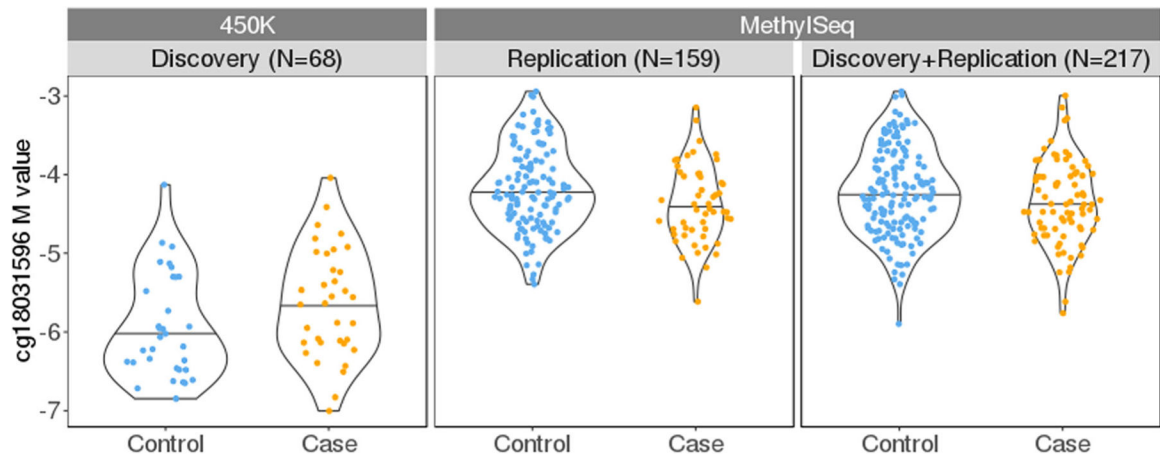 450K
MethylSeq
Discovery (N=68)
Replication (N=159)
Discovery+Replication (N=217)
cg18031596 M value
-3
-4
-5
-6
-7
Control
Case
Control
Case
Control
Case